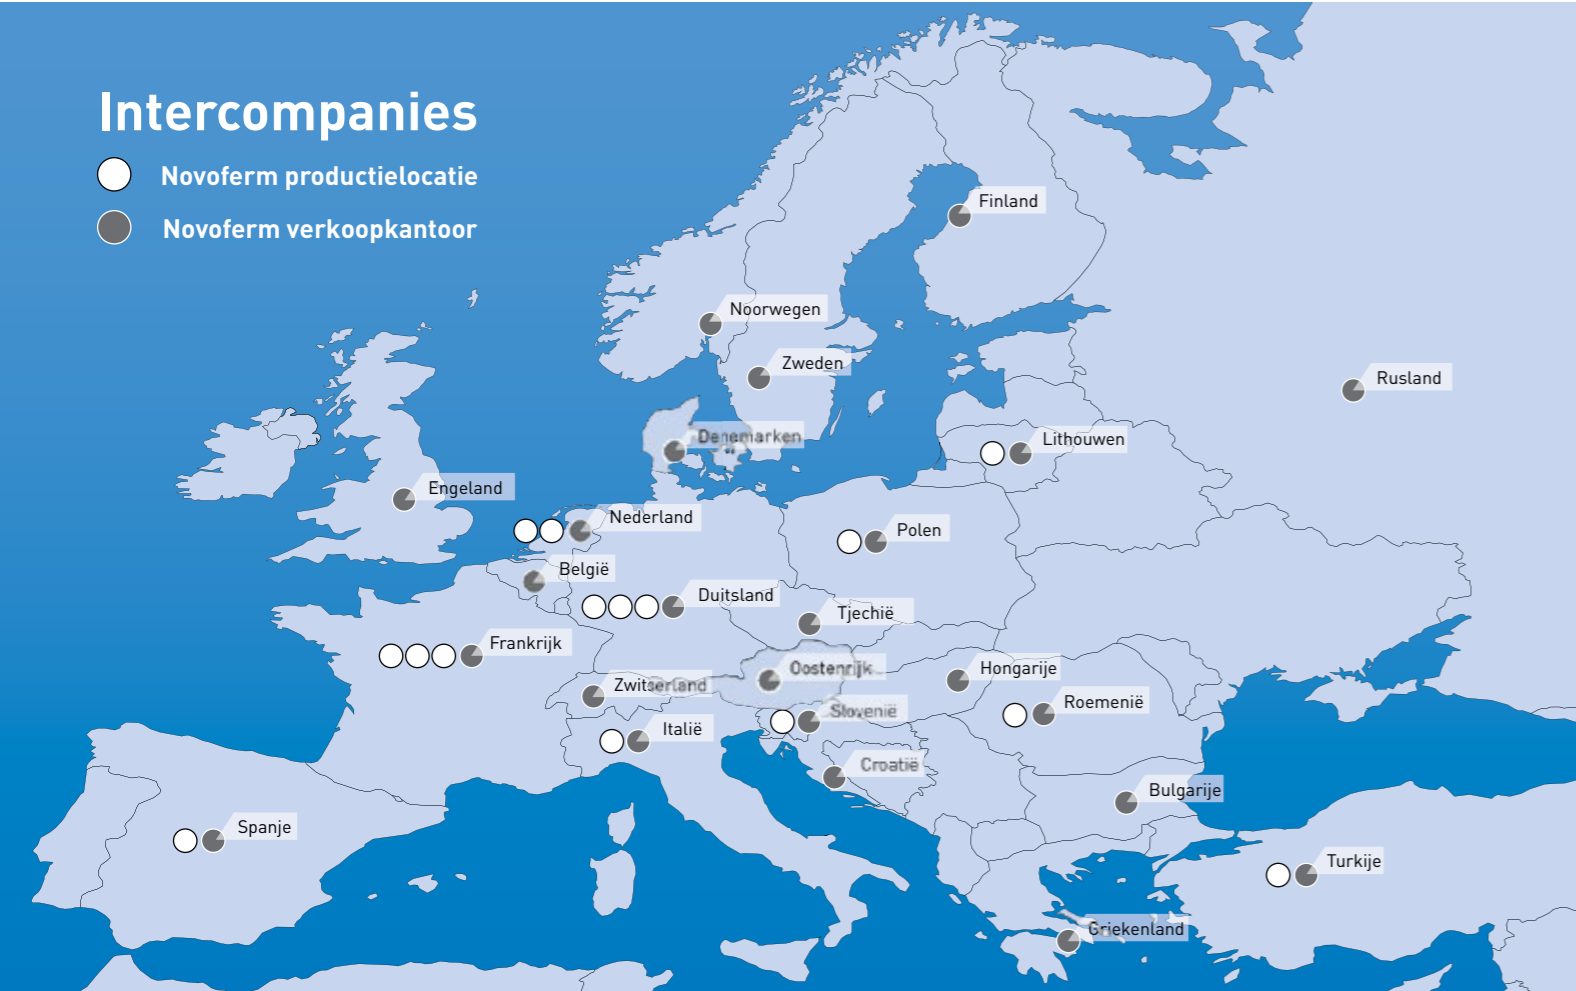 Intercompanies
Novoferm productielocatie
Novoferm verkoopkantoor
Finland
Noorwegen
Zweden
Rusland
Denemarken
Lithouwen
Engeland
Nederland
Polen
België
Duitsland
Tjechië
Frankrijk
Oostenrijk
Hongarije
Zwitserland
Roemenië
Slovenië
Italië
Croatië
Bulgarije
Spanje
Turkije
Griekenland